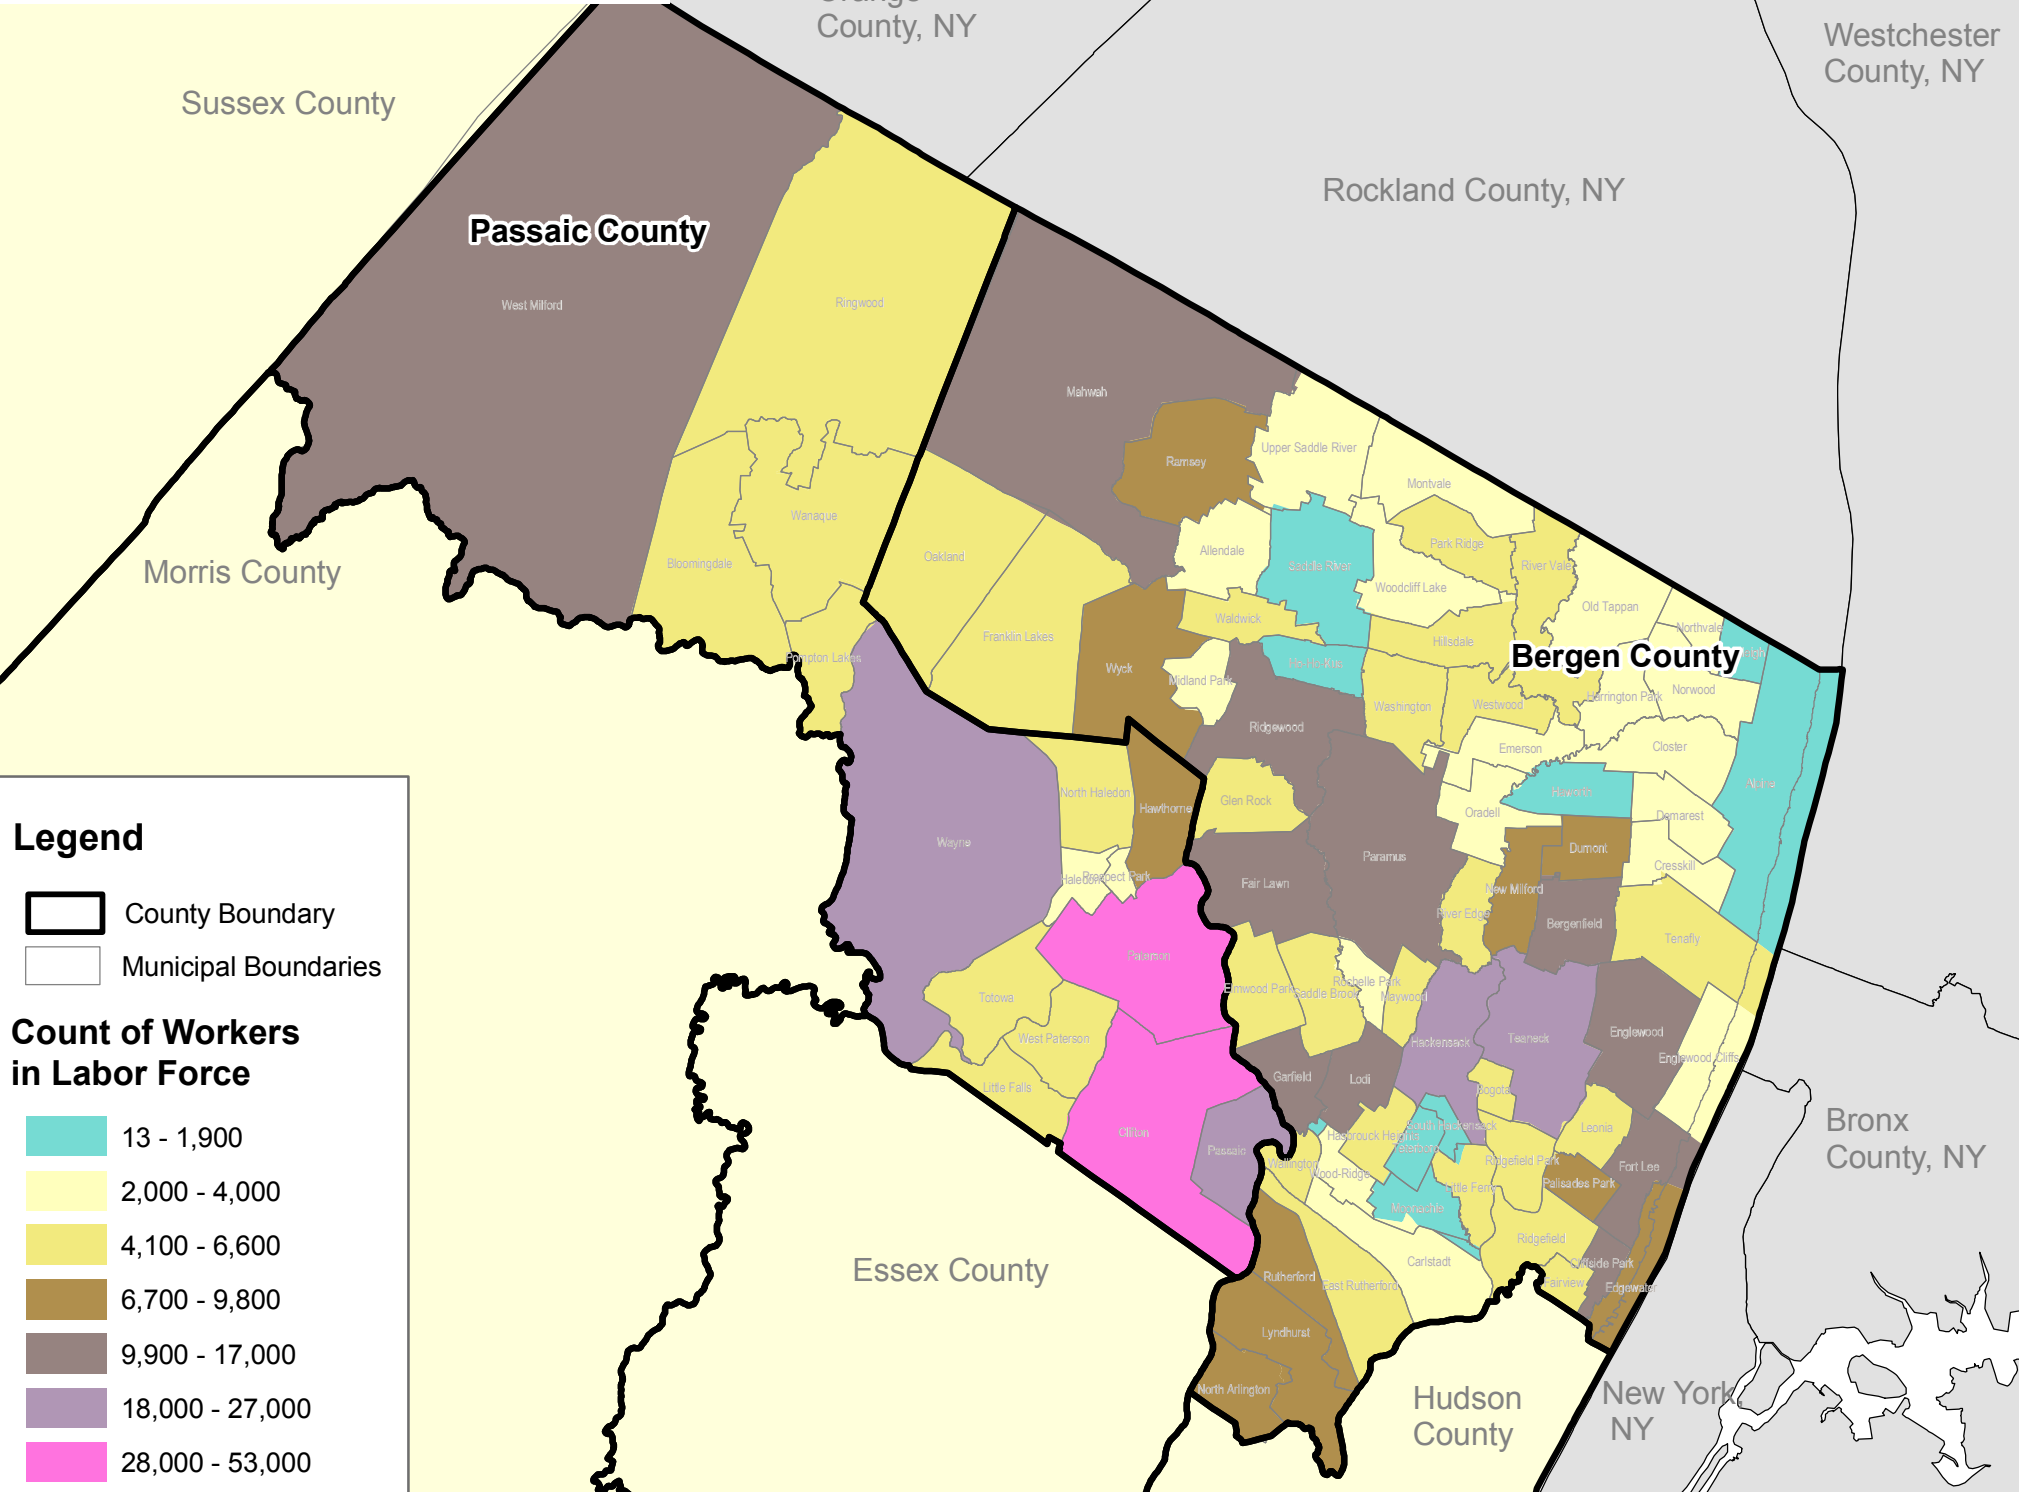 County, NY
Westchester
County, NY
Sussex County
Rockland County, NY
Passaic County
West Milford
Ringwood
Mahwah
Upper Saddle River
Ramsey
Montvale
Wanaque
Park Ridge
Allendale
Oakland
Bloomingdale
Saddle River
River Vale
Morris County
Woodcliff Lake
Old Tappan
Waldwick
Northvale
Franklin Lakes
Hillsdale
Bergen County
Pompton Lakes
Wyck
Midland Park
Norwood
Harrington Park
Washington
Westwood
Ridgewood
Emerson
Closter
Alpine
North Haledon
Glen Rock
Hawthorne
Oradell
Demarest
Wayne
Dumont
Paramus
Cresskill
Haledon
Prospect Park
Fair Lawn
New Milford
River Edge
Bergenfield
Tenafly
Paterson
Rochelle Park
Elmwood Park
Saddle Brook
Maywood
Totowa
Englewood
West Paterson
Teaneck
Hackensack
Englewood Cliffs
Garfield
Lodi
Little Falls
Bogota
Clifton
South Hackensack
Leonia
Hasbrouck Heights
Passaic
Wallington
Wood-Ridge
Ridgefield Park
Fort Lee
Palisades Park
Little Ferry
Moonachie
Bronx
County, NY
Ridgefield
Carlstadt
Cliffside Park
Essex County
Rutherford
East Rutherford
Fairview
Edgewater
Lyndhurst
North Arlington
Hudson
County
New York,
NY
Legend
County Boundary
Municipal Boundaries
Count of Workers
in Labor Force
13 - 1,900
2,000 - 4,000
4,100 - 6,600
6,700 - 9,800
9,900 - 17,000
18,000 - 27,000
28,000 - 53,000